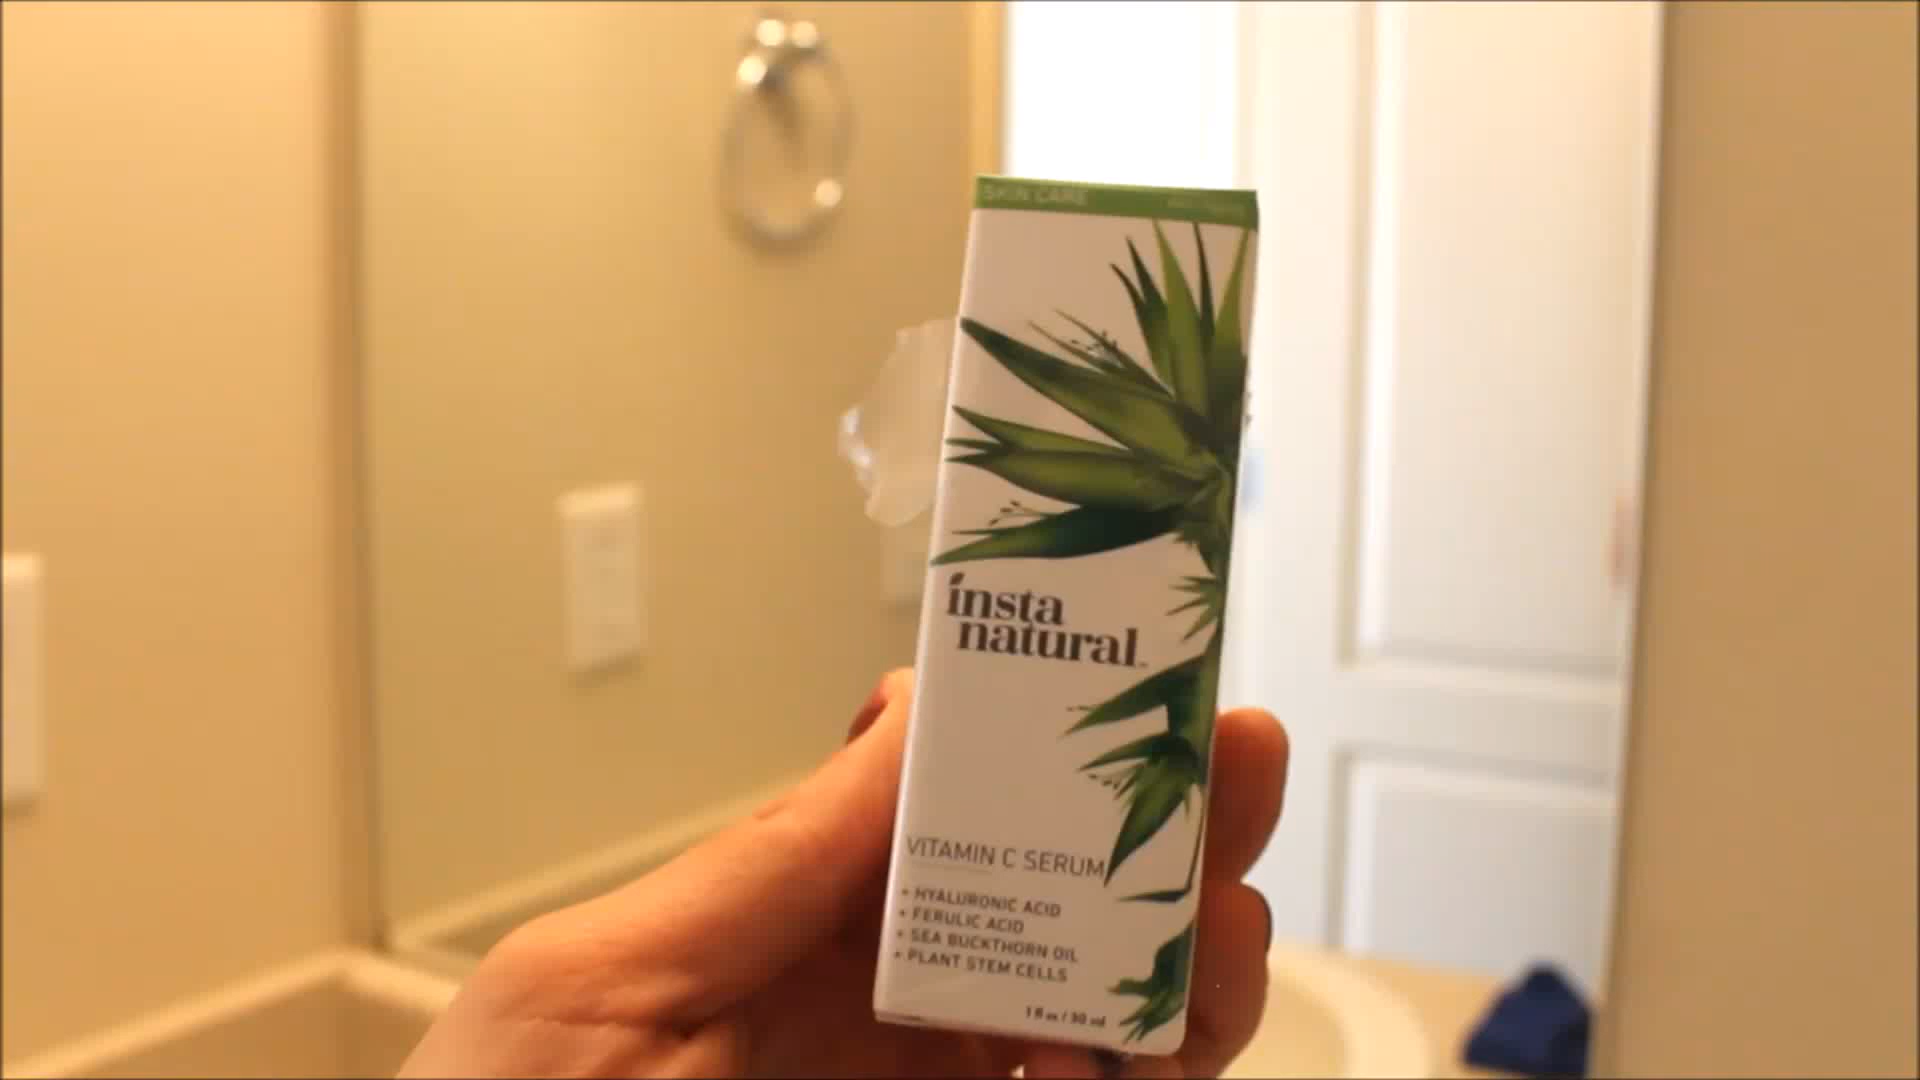 SKIN CARE
insta
natural™
VITAMIN C SERUM
+ HYALURONIC ACID
+ FERULIC ACID
+ SEA BUCKTHORN OIL
+ PLANT STEM CELLS
1 fl oz / 30 ml